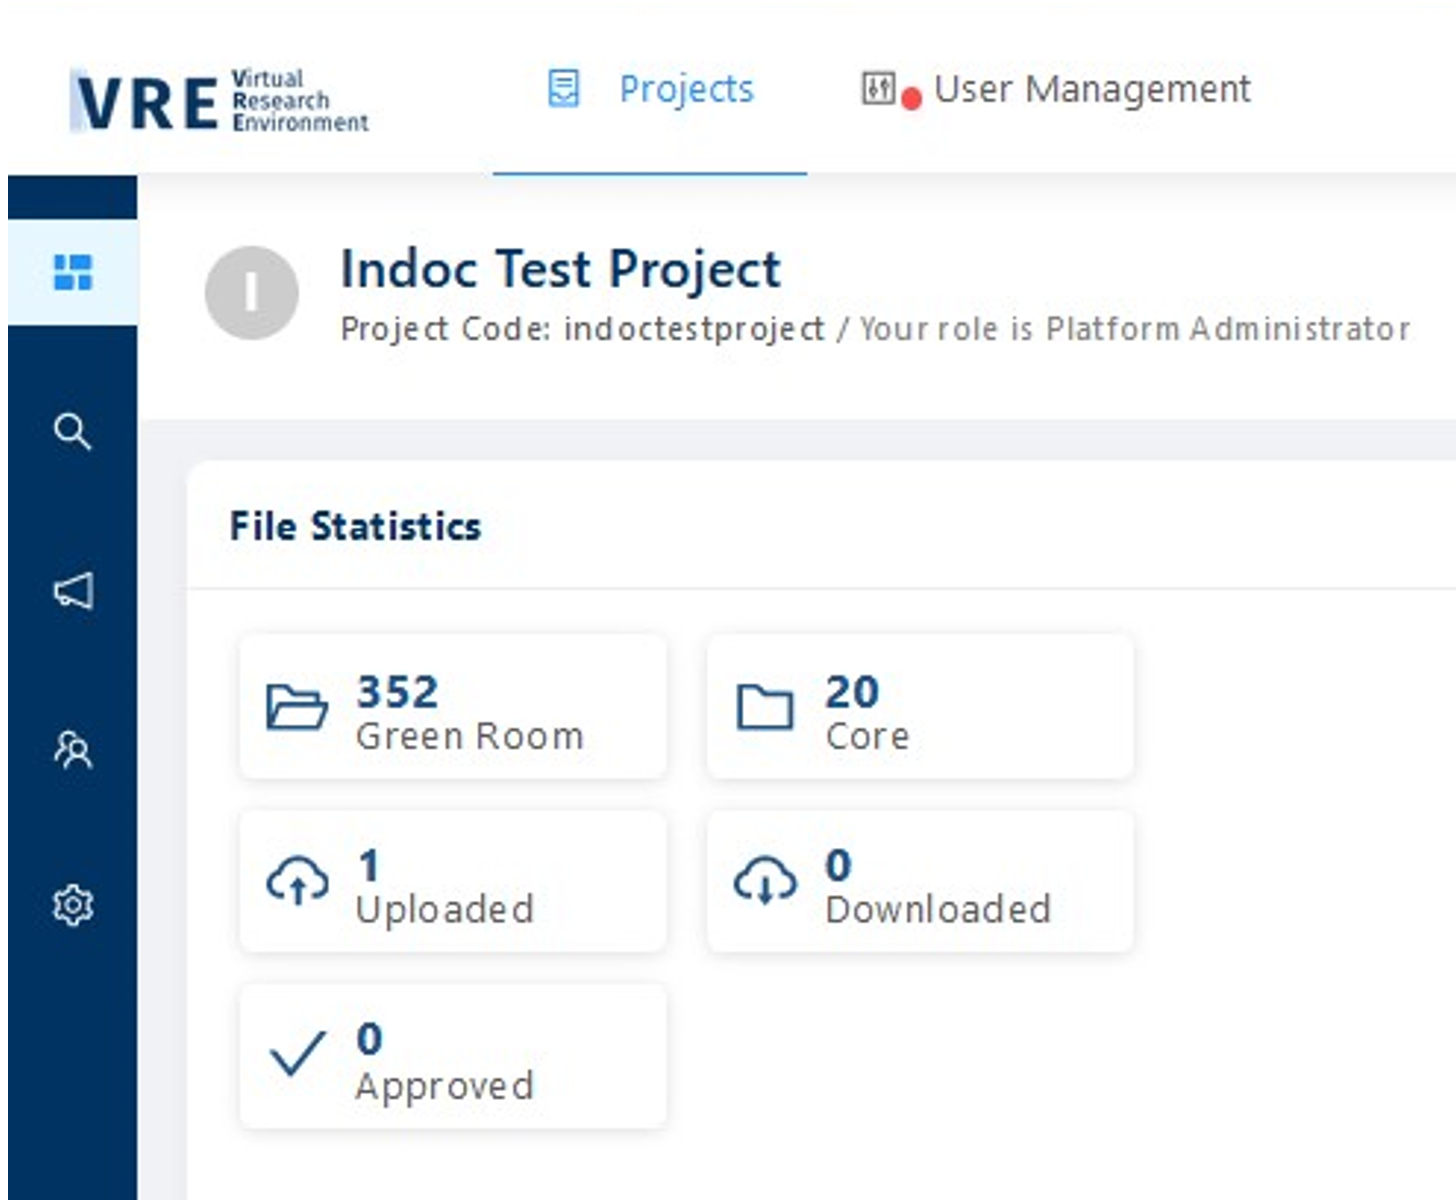 VRE
Virtual
Research
Environment
Projects
User Management
I
Indoc Test Project
Project Code: indoctestproject / Your role is Platform Administrator
File Statistics
352
Green Room
20
Core
1
Uploaded
0
Downloaded
0
Approved